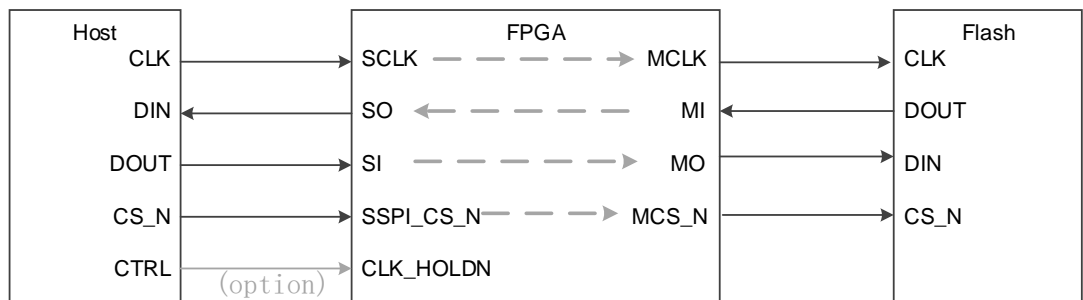 Host FPGA Flash
CLK SCLK MCLK CLK
DIN SO MI DOUT
DOUT SI MO DIN
CS_N SSPI_CS_N MCS_N CS_N
CTRL (option) CLK_HOLDN